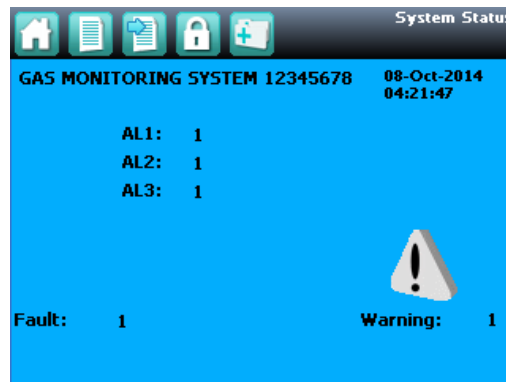 System Status
GAS MONITORING SYSTEM 12345678
08-Oct-2014
04:21:47
AL1: 1
AL2: 1
AL3: 1
Fault: 1
Warning: 1